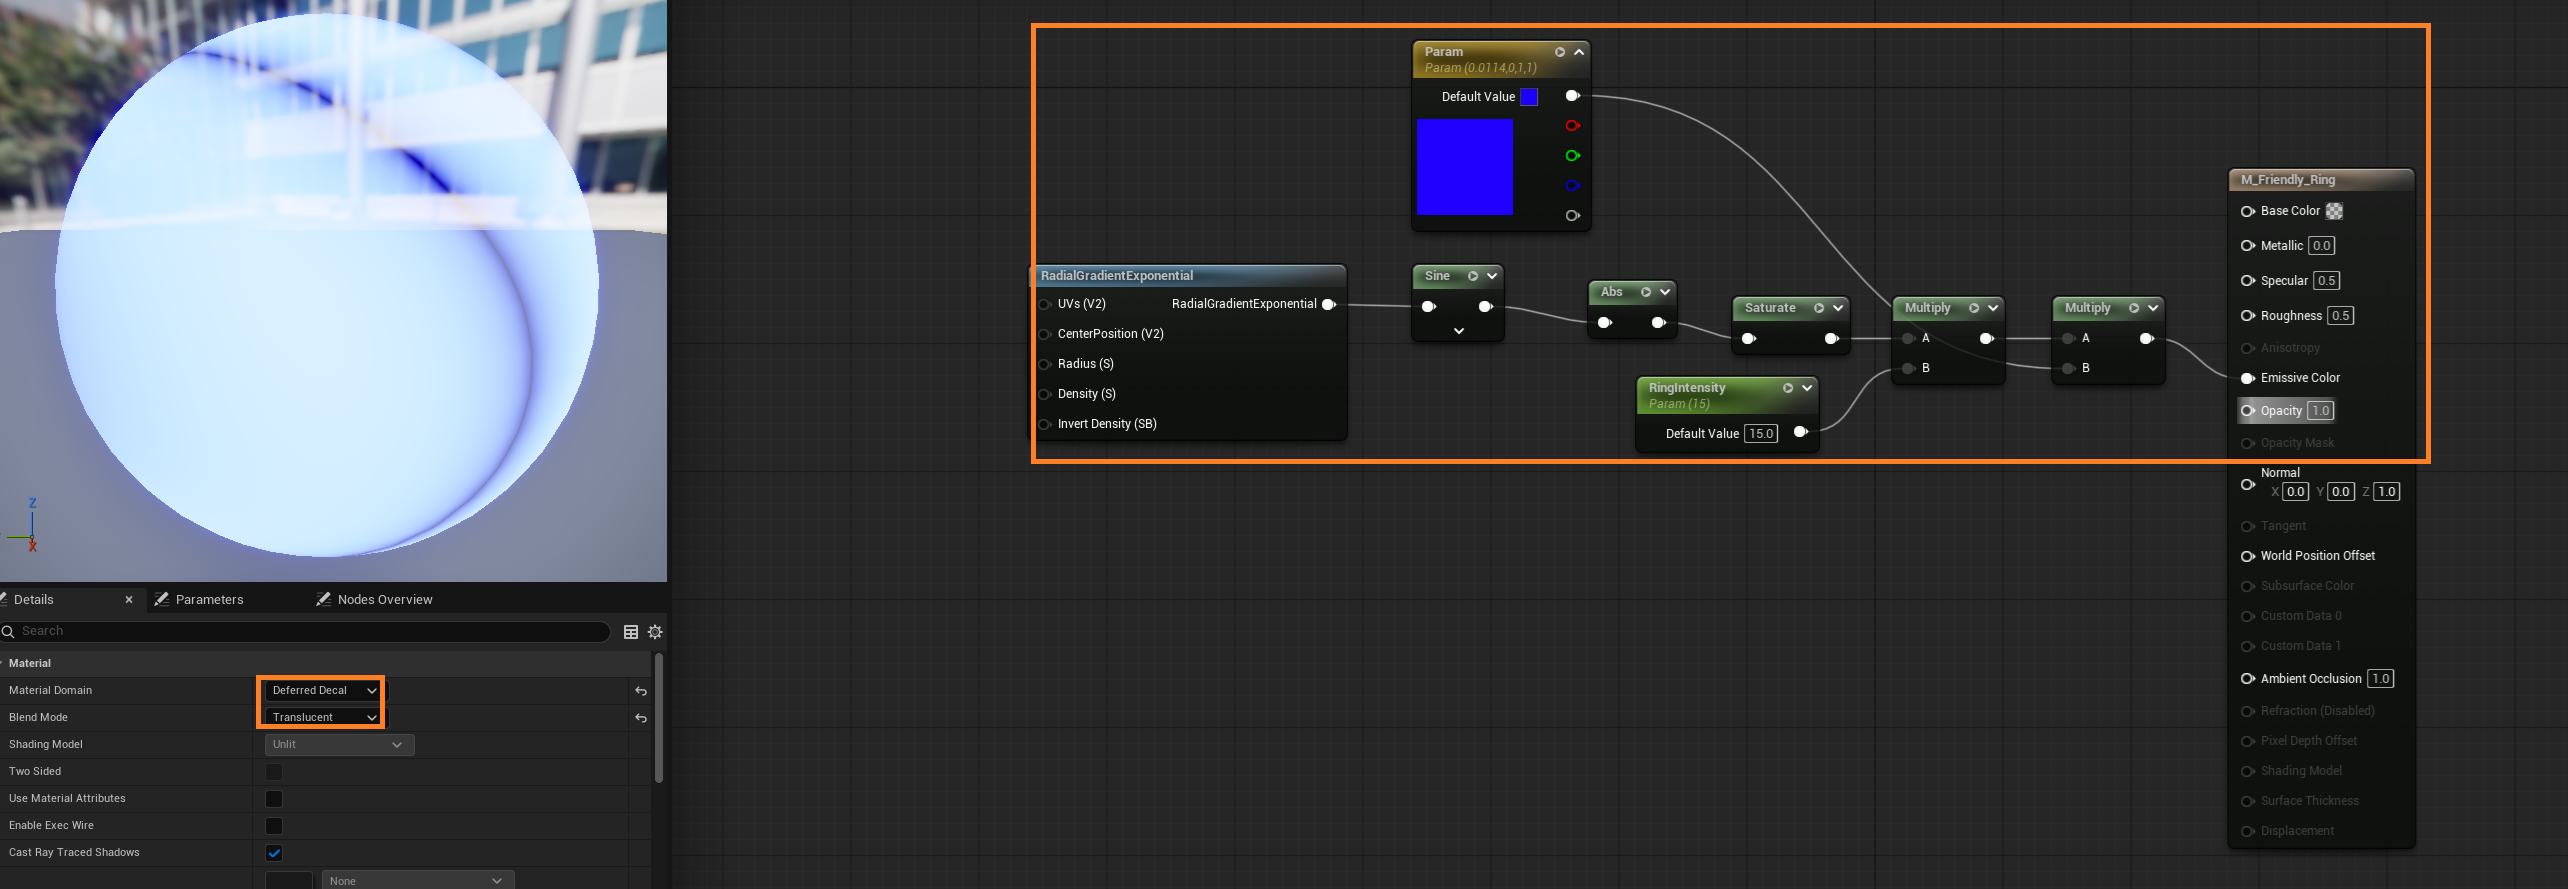 Param
Param (0.0114,0,1,1)
Default Value
M_Friendly_Ring
Base Color
Metallic 0.0
Specular 0.5
Roughness 0.5
Anisotropy
Emissive Color
Opacity 1.0
Opacity Mask
Normal
X 0.0 Y 0.0 Z 1.0
Tangent
World Position Offset
Subsurface Color
Custom Data 0
Custom Data 1
Ambient Occlusion 1.0
Refraction (Disabled)
Pixel Depth Offset
Shading Model
Surface Thickness
Displacement
RadialGradientExponential
UVs (V2) RadialGradientExponential
CenterPosition (V2)
Radius (S)
Density (S)
Invert Density (SB)
Sine
Abs
Saturate
Multiply
A
B
Multiply
A
B
RingIntensity
Param (15)
Default Value 15.0
Z
X
Details × Parameters Nodes Overview
Search
Material
Material Domain Deferred Decal
Blend Mode Translucent
Shading Model Unlit
Two Sided
Use Material Attributes
Enable Exec Wire
Cast Ray Traced Shadows
None